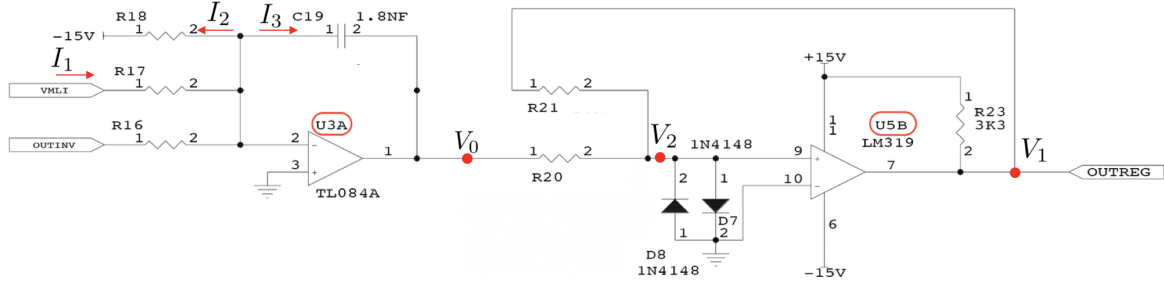 R18
1
2
-15V
I₂
I₃
C19
1.8NF
1
2
I₁
R17
1
2
VMLI
R16
1
2
OUTINV
U3A
2
-
3
+
1
TL084A
V₀
1
2
R21
1
2
R20
V₂
1N4148
2
1
D7
1
2
D8
1N4148
+15V
11
U5B
LM319
9
+
10
-
7
6
-15V
1
R23
3K3
2
V₁
OUTREG